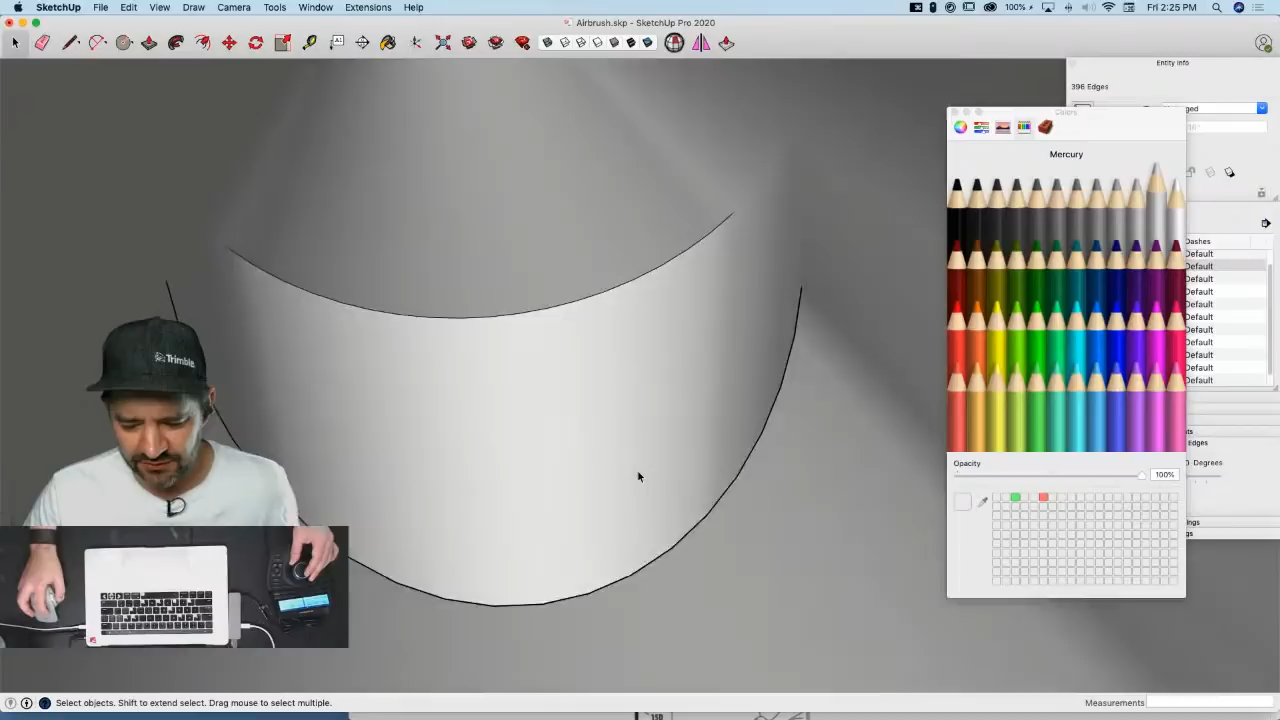 SketchUp File Edit View Draw Camera Tools Window Extensions Help
100% Fri 2:25 PM
Airbrush.skp - SketchUp Pro 2020
Entity Info
396 Edges
Colors
Mercury
Trimble
Dashes
Default
Default
Default
Default
Default
Default
Default
Default
Default
Default
Default
Edges
Degrees
Opacity
100%
Select objects. Shift to extend select. Drag mouse to select multiple.
Measurements